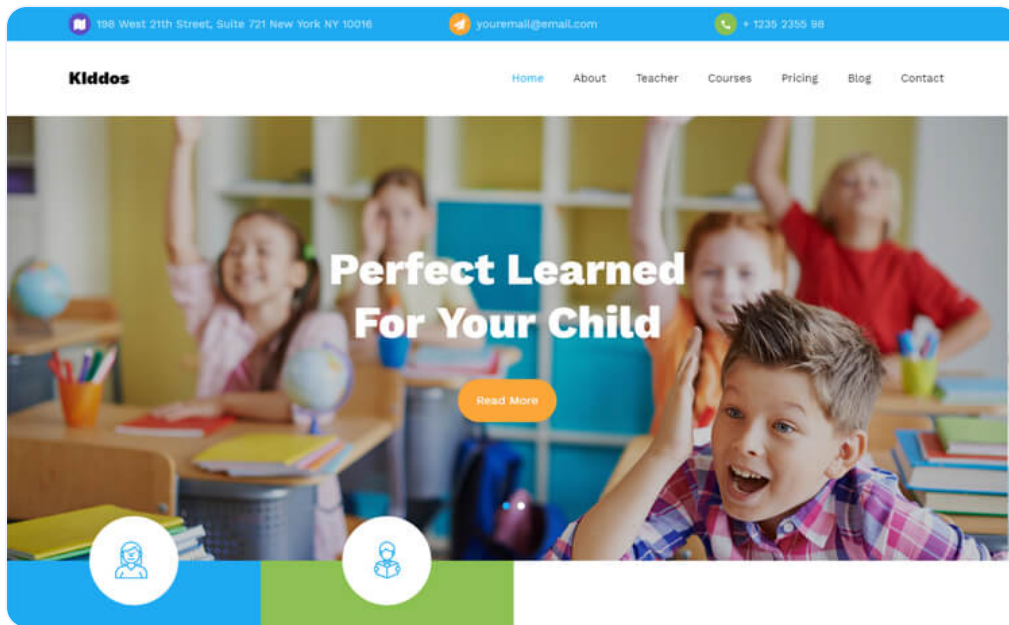 198 West 21th Street, Suite 721 New York NY 10016
youremail@email.com
+ 1235 2355 98
Kiddos
Home About Teacher Courses Pricing Blog Contact
Perfect Learned
For Your Child
Read More